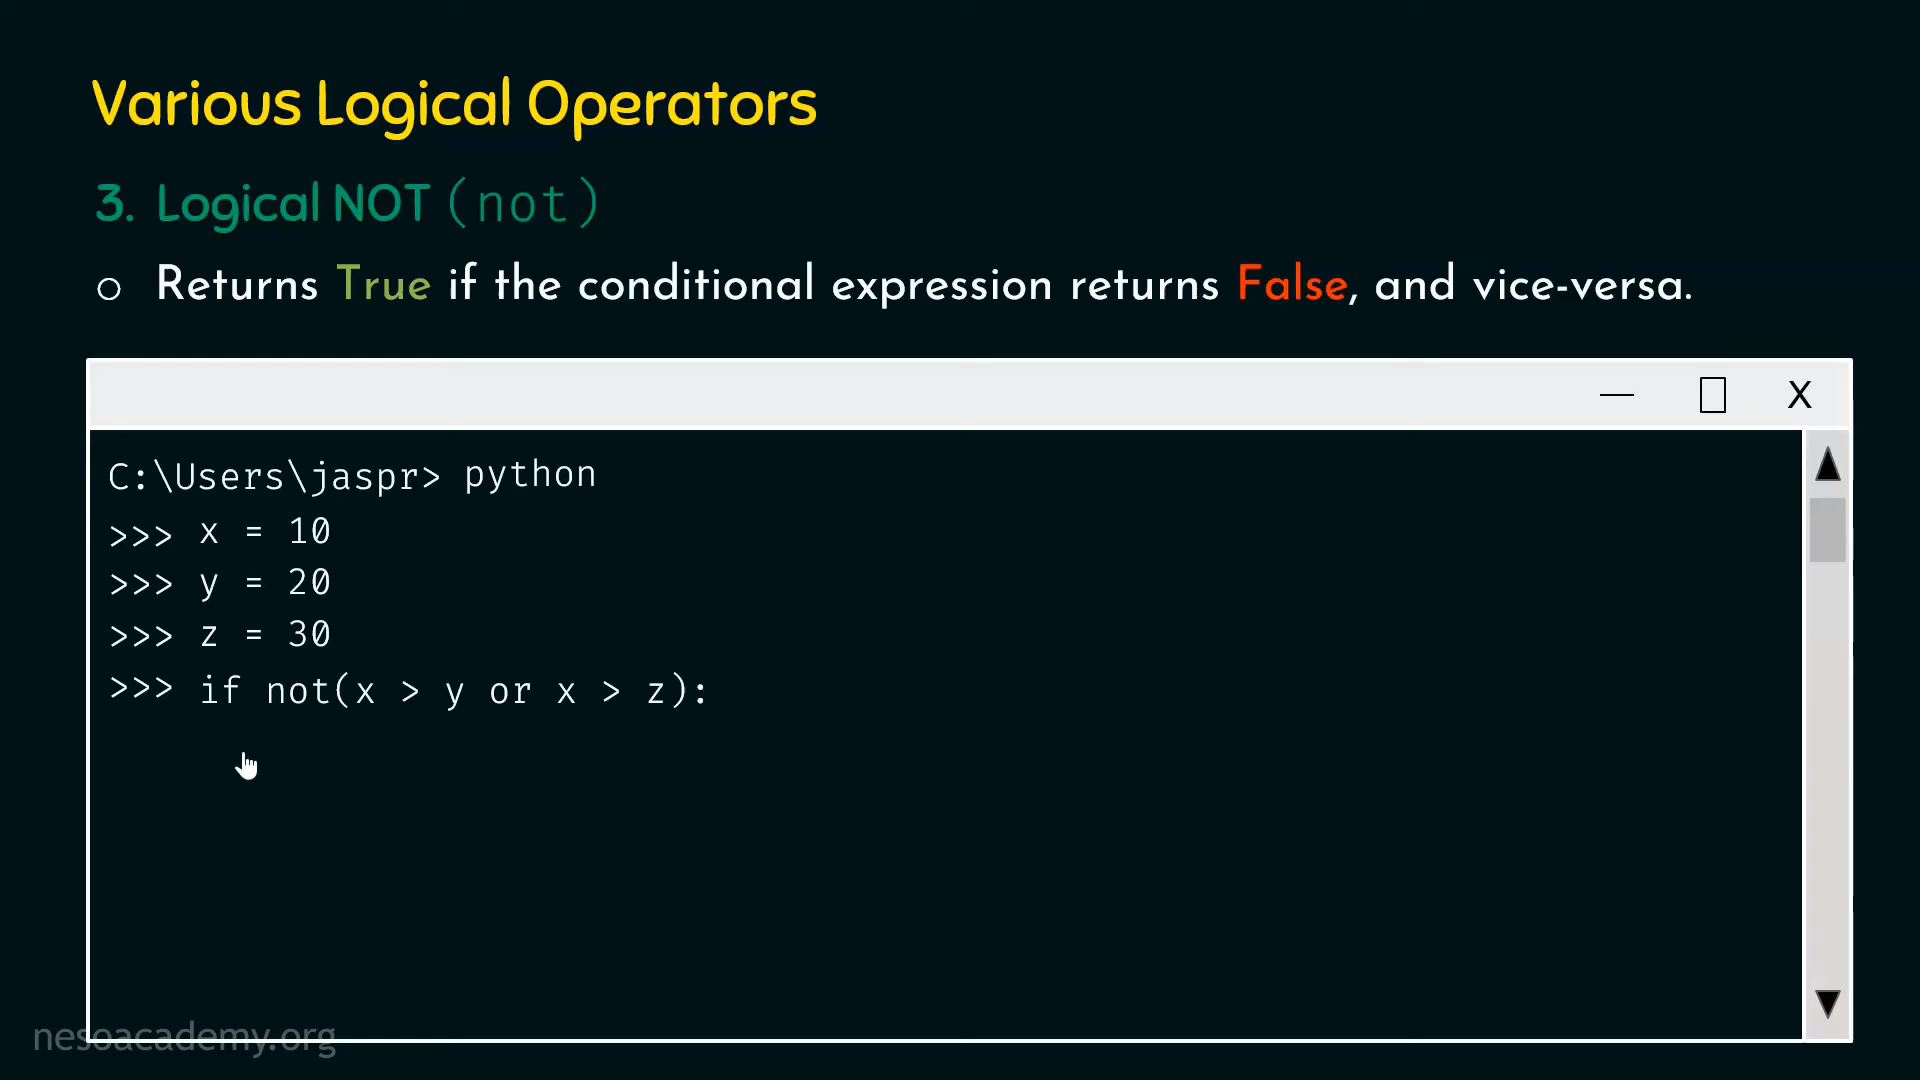 Various Logical Operators
3. Logical NOT (not)
○ Returns True if the conditional expression returns False, and vice-versa.
— X
C:\Users\jaspr> python
>>> x = 10
>>> y = 20
>>> z = 30
>>> if not(x > y or x > z):
nesoacademy.org